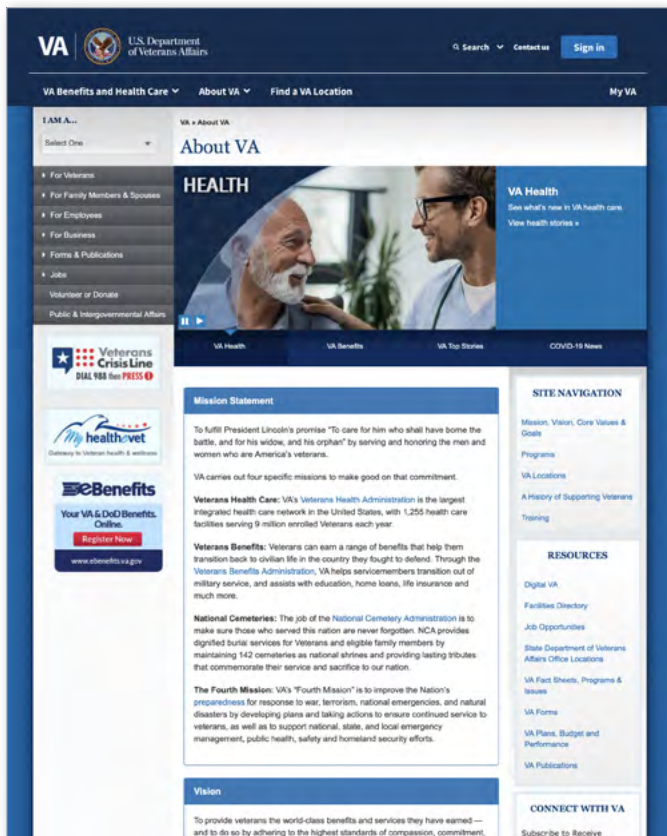 VA
U.S. Department
of Veterans Affairs
Search
Contact us
Sign in
VA Benefits and Health Care
About VA
Find a VA Location
My VA
I AM A...
Select One
For Veterans
For Family Members & Spouses
For Employees
For Business
Forms & Publications
Jobs
Volunteer or Donate
Public & Intergovernmental Affairs
Veterans
Crisis Line
DIAL 988 then PRESS 1
My healthevet
Gateway to Veteran health & wellness
eBenefits
Your VA & DoD Benefits.
Online.
Register Now
www.ebenefits.va.gov
VA » About VA
About VA
HEALTH
VA Health
See what's new in VA health care.
View health stories »
VA Health
VA Benefits
VA Top Stories
COVID-19 News
Mission Statement
To fulfill President Lincoln's promise “To care for him who shall have borne the
battle, and for his widow, and his orphan” by serving and honoring the men and
women who are America's veterans.
VA carries out four specific missions to make good on that commitment.
Veterans Health Care: VA's Veterans Health Administration is the largest
integrated health care network in the United States, with 1,255 health care
facilities serving 9 million enrolled Veterans each year.
Veterans Benefits: Veterans can earn a range of benefits that help them
transition back to civilian life in the country they fought to defend. Through the
Veterans Benefits Administration, VA helps servicemembers transition out of
military service, and assists with education, home loans, life insurance and
much more.
National Cemeteries: The job of the National Cemetery Administration is to
make sure those who served this nation are never forgotten. NCA provides
dignified burial services for Veterans and eligible family members by
maintaining 142 cemeteries as national shrines and providing lasting tributes
that commemorate their service and sacrifice to our nation.
The Fourth Mission: VA's “Fourth Mission” is to improve the Nation's
preparedness for response to war, terrorism, national emergencies, and natural
disasters by developing plans and taking actions to ensure continued service to
veterans, as well as to support national, state, and local emergency
management, public health, safety and homeland security efforts.
Vision
To provide veterans the world-class benefits and services they have earned —
and to do so by adhering to the highest standards of compassion, commitment,
SITE NAVIGATION
Mission, Vision, Core Values &
Goals
Programs
VA Locations
A History of Supporting Veterans
Training
RESOURCES
Digital VA
Facilities Directory
Job Opportunities
State Department of Veterans
Affairs Office Locations
VA Fact Sheets, Programs &
Issues
VA Forms
VA Plans, Budget and
Performance
VA Publications
CONNECT WITH VA
Subscribe to Receive